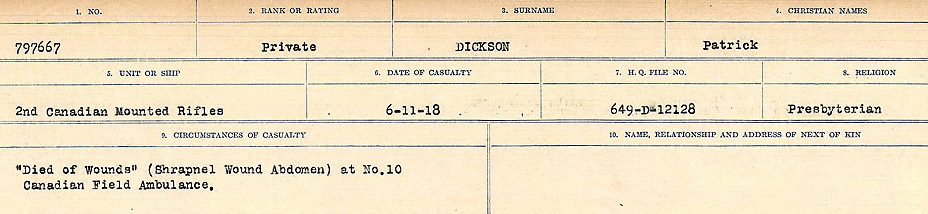 1. NO. 2. RANK OR RATING 3. SURNAME 4. CHRISTIAN NAMES
797667 Private DICKSON Patrick
5. UNIT OR SHIP 6. DATE OF CASUALTY 7. H. Q. FILE NO. 8. RELIGION
2nd Canadian Mounted Rifles 6-11-18 649-D-12128 Presbyterian
9. CIRCUMSTANCES OF CASUALTY 10. NAME, RELATIONSHIP AND ADDRESS OF NEXT OF KIN
"Died of Wounds" (Shrapnel Wound Abdomen) at No.10
Canadian Field Ambulance.